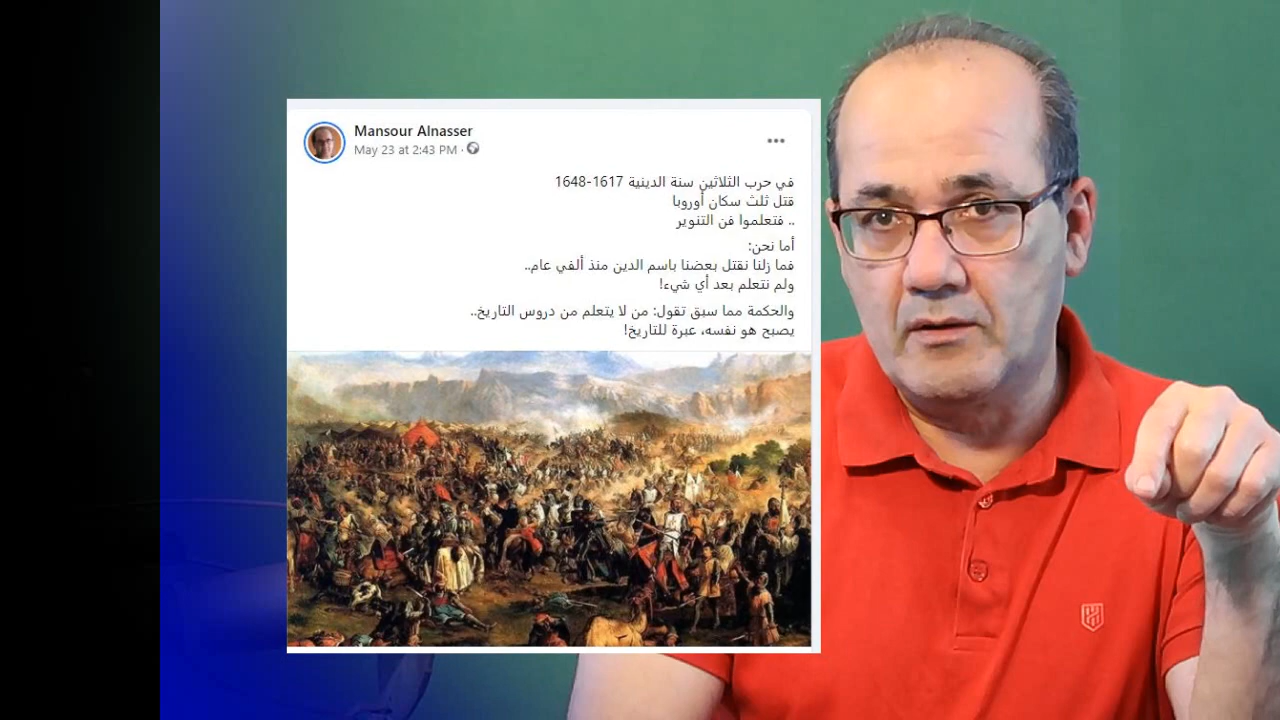 Mansour Alnasser
May 23 at 2:43 PM ·
في حرب الثلاثين سنة الدينية 1617-1648
قتل ثلث سكان أوروبا
.. فتعلموا فن التنوير
أما نحن:
فما زلنا نقتل بعضنا باسم الدين منذ ألفي عام..
ولم نتعلم بعد أي شيء!
والحكمة مما سبق تقول: من لا يتعلم من دروس التاريخ..
يصبح هو نفسه، عبرة للتاريخ!